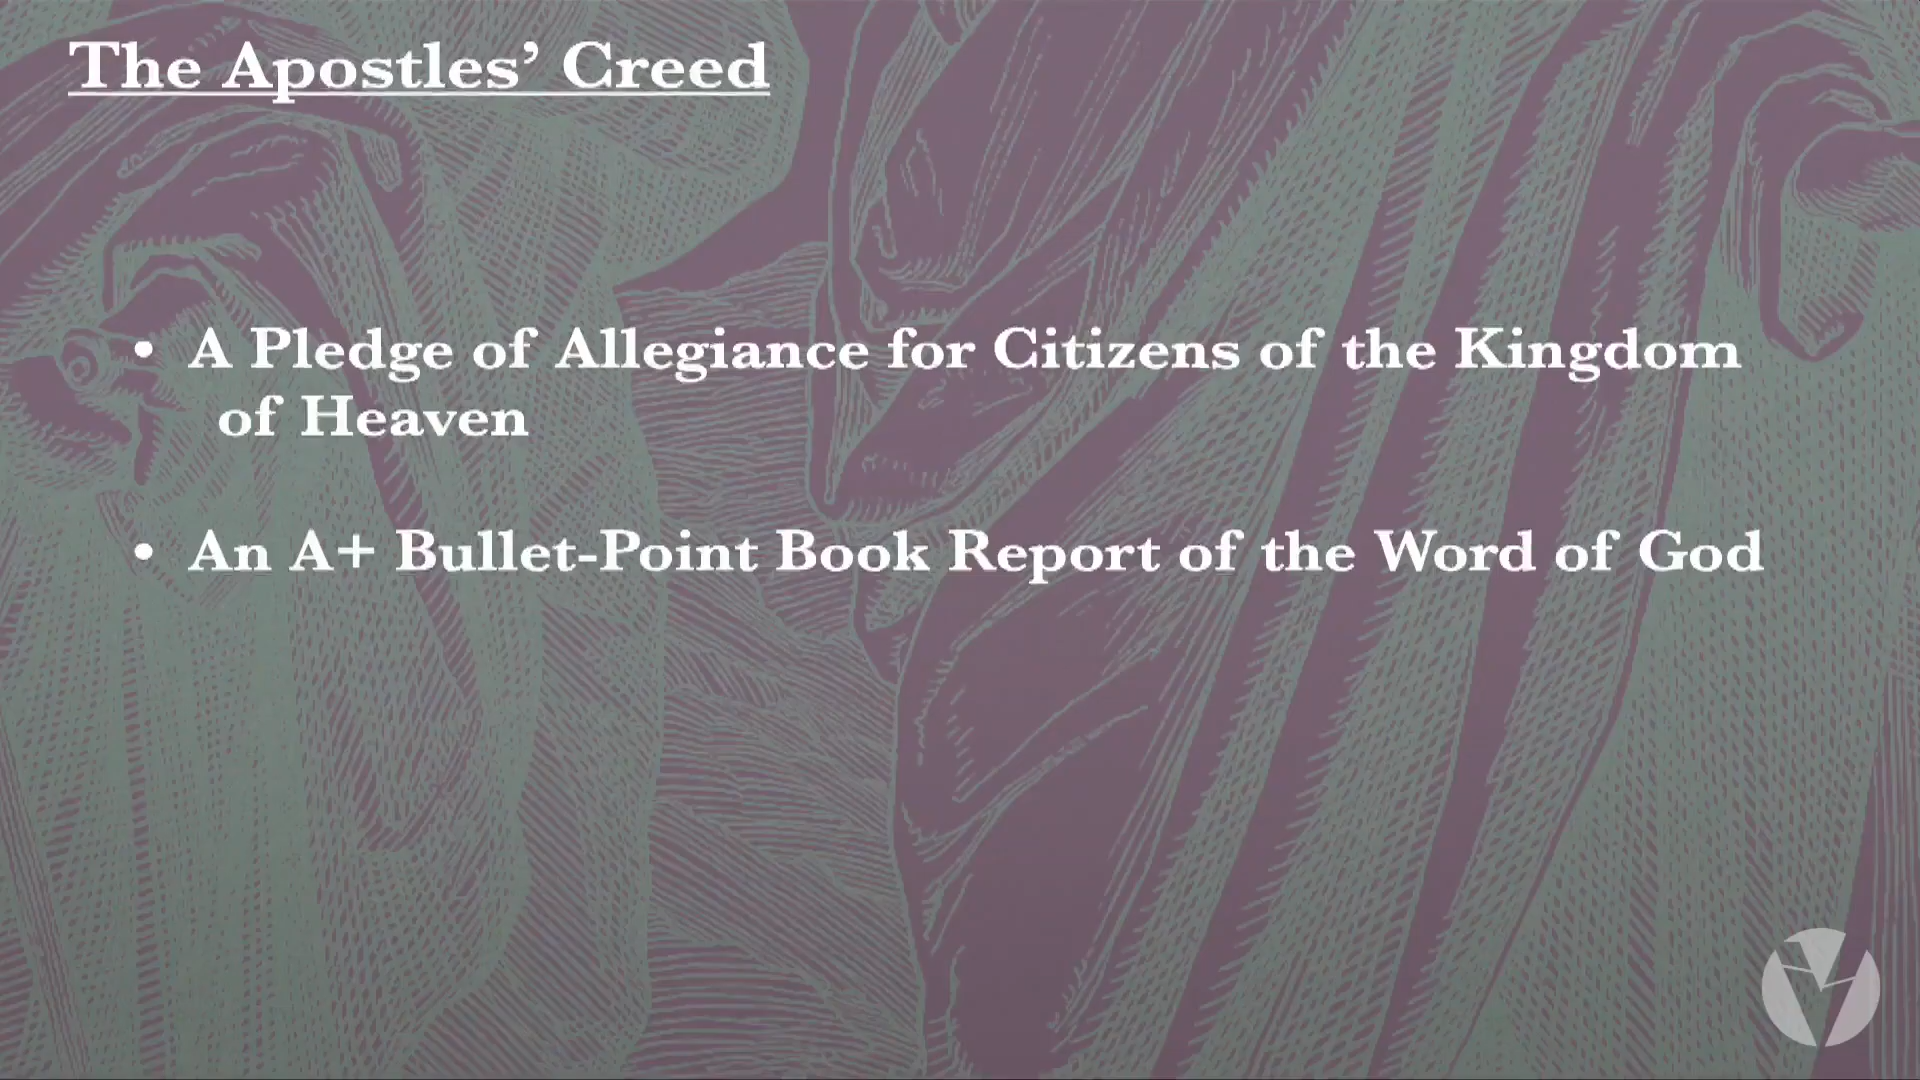 The Apostles’ Creed
• A Pledge of Allegiance for Citizens of the Kingdom
of Heaven
• An A+ Bullet-Point Book Report of the Word of God